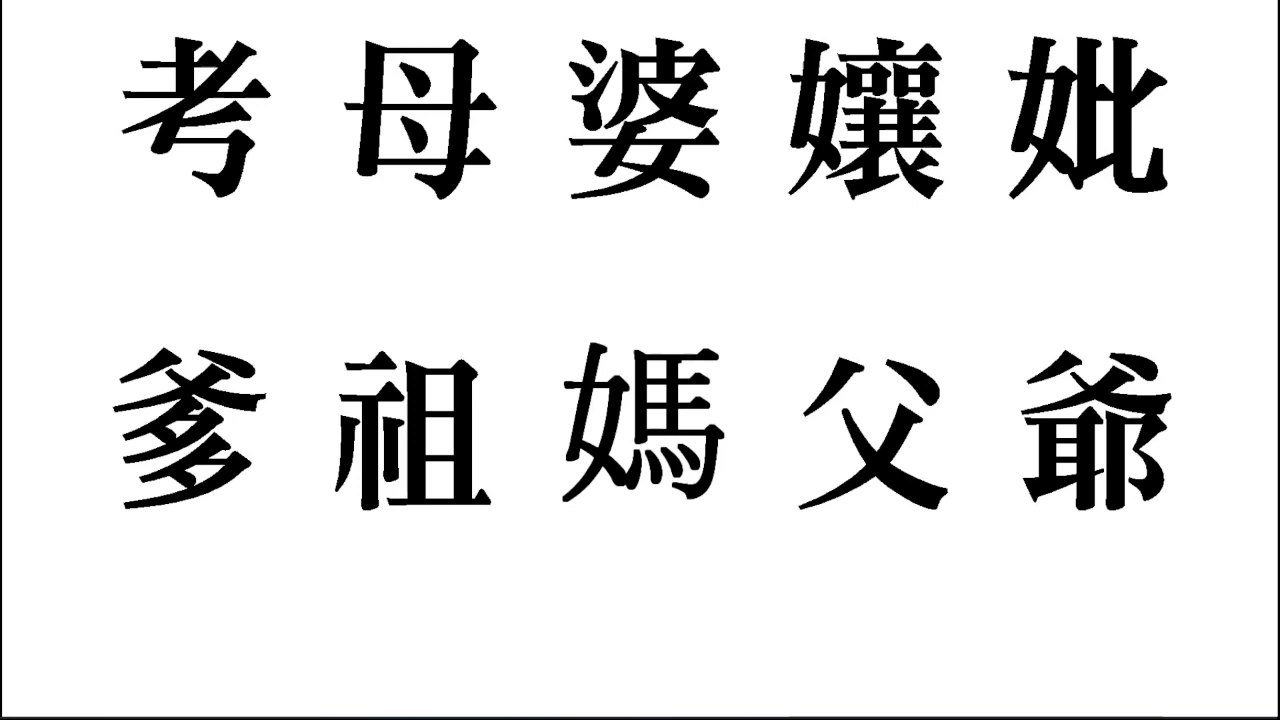 考 母 婆 孃 妣
爹 祖 媽 父 爺